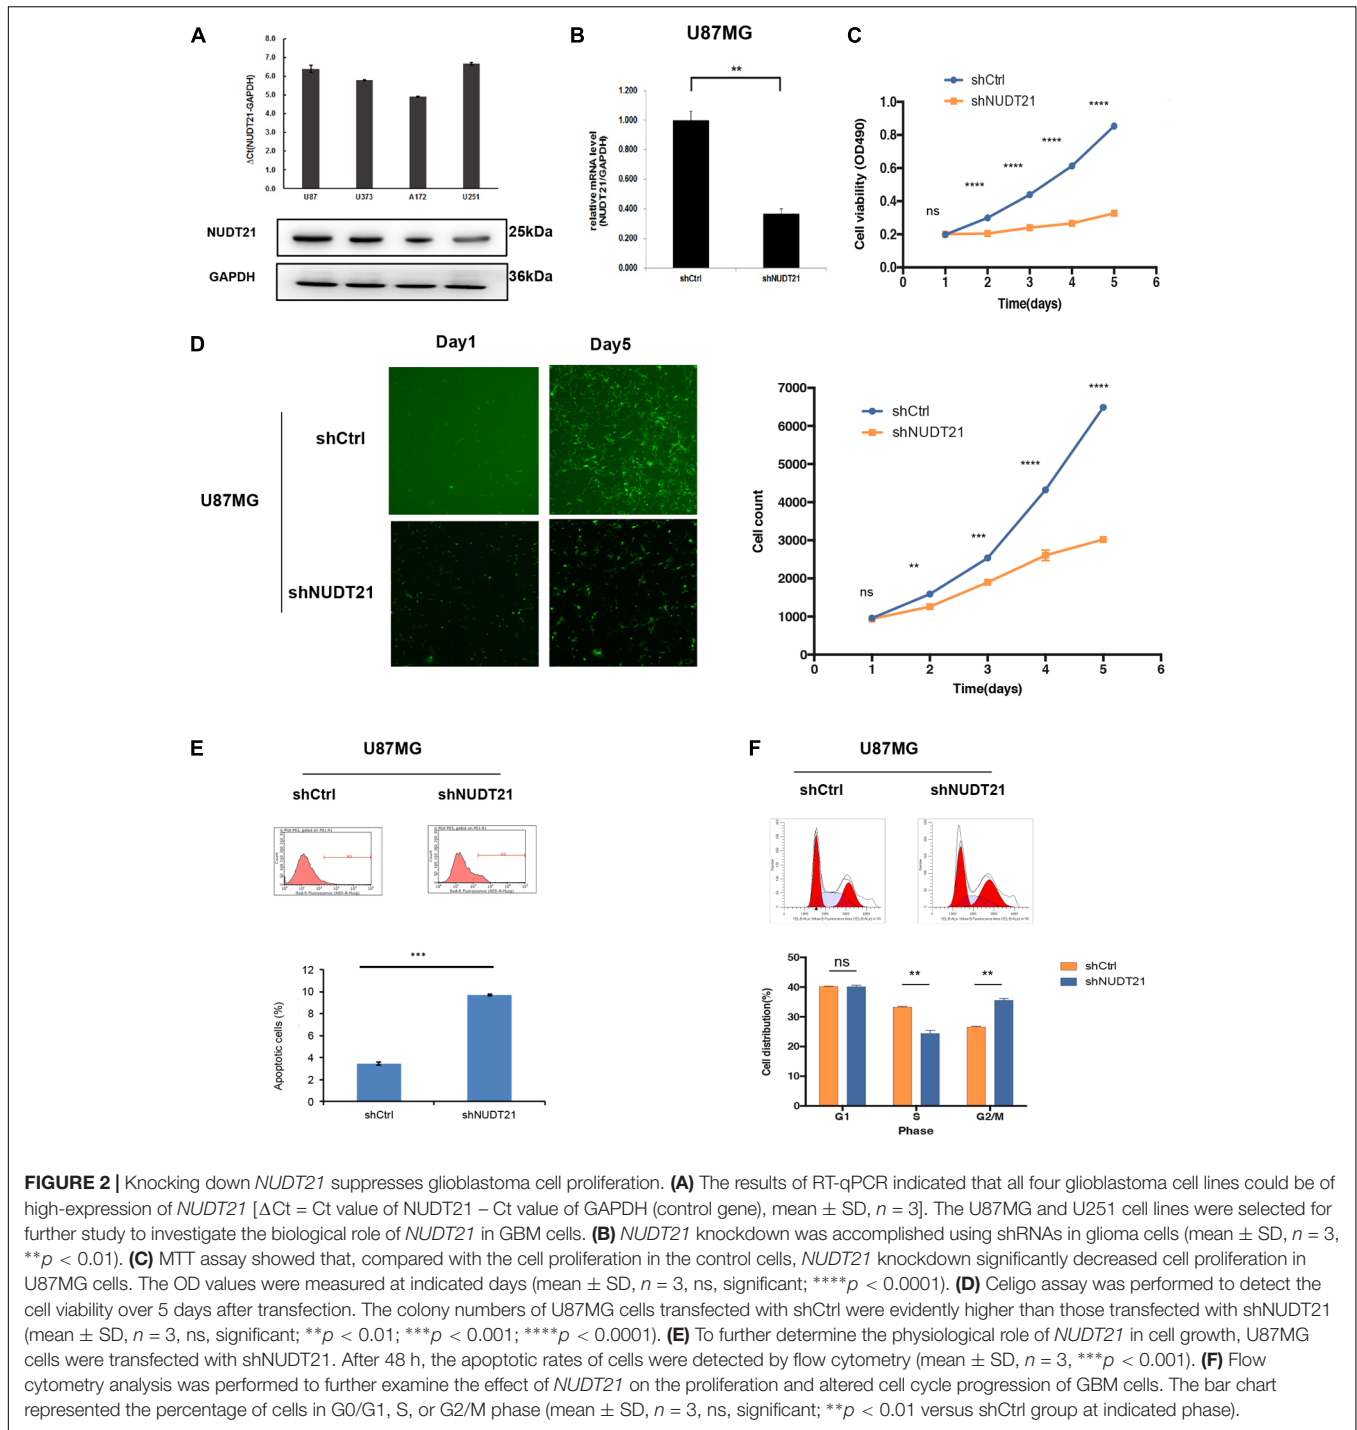 A
8.0
7.0
6.0
5.0
4.0
3.0
2.0
1.0
0.0
ΔCt(NUDT21-GAPDH)
U87 U373 A172 U251
NUDT21 25kDa
GAPDH 36kDa
B
U87MG
**
1.200
1.000
0.800
0.600
0.400
0.200
0.000
relative mRNA level
(NUDT21/GAPDH)
shCtrl shNUDT21
C
shCtrl
shNUDT21
1.0
0.8
0.6
0.4
0.2
0.0
Cell viability (OD490)
ns **** **** **** ****
0 1 2 3 4 5 6
Time(days)
D
Day1 Day5
U87MG
shCtrl
shNUDT21
shCtrl
shNUDT21
7000
6000
5000
4000
3000
2000
1000
0
Cell count
ns ** *** **** ****
0 1 2 3 4 5 6
Time(days)
E
U87MG
shCtrl shNUDT21
***
12
10
8
6
4
2
0
Apoptotic cells (%)
shCtrl shNUDT21
F
U87MG
shCtrl shNUDT21
50
40
30
20
10
0
Cell distribution(%)
ns ** **
shCtrl
shNUDT21
G1 S G2/M
Phase
FIGURE 2 | Knocking down NUDT21 suppresses glioblastoma cell proliferation. (A) The results of RT-qPCR indicated that all four glioblastoma cell lines could be of
high-expression of NUDT21 [ΔCt = Ct value of NUDT21 – Ct value of GAPDH (control gene), mean ± SD, n = 3]. The U87MG and U251 cell lines were selected for
further study to investigate the biological role of NUDT21 in GBM cells. (B) NUDT21 knockdown was accomplished using shRNAs in glioma cells (mean ± SD, n = 3,
**p < 0.01). (C) MTT assay showed that, compared with the cell proliferation in the control cells, NUDT21 knockdown significantly decreased cell proliferation in
U87MG cells. The OD values were measured at indicated days (mean ± SD, n = 3, ns, significant; ****p < 0.0001). (D) Celigo assay was performed to detect the
cell viability over 5 days after transfection. The colony numbers of U87MG cells transfected with shCtrl were evidently higher than those transfected with shNUDT21
(mean ± SD, n = 3, ns, significant; **p < 0.01; ***p < 0.001; ****p < 0.0001). (E) To further determine the physiological role of NUDT21 in cell growth, U87MG
cells were transfected with shNUDT21. After 48 h, the apoptotic rates of cells were detected by flow cytometry (mean ± SD, n = 3, ***p < 0.001). (F) Flow
cytometry analysis was performed to further examine the effect of NUDT21 on the proliferation and altered cell cycle progression of GBM cells. The bar chart
represented the percentage of cells in G0/G1, S, or G2/M phase (mean ± SD, n = 3, ns, significant; **p < 0.01 versus shCtrl group at indicated phase).